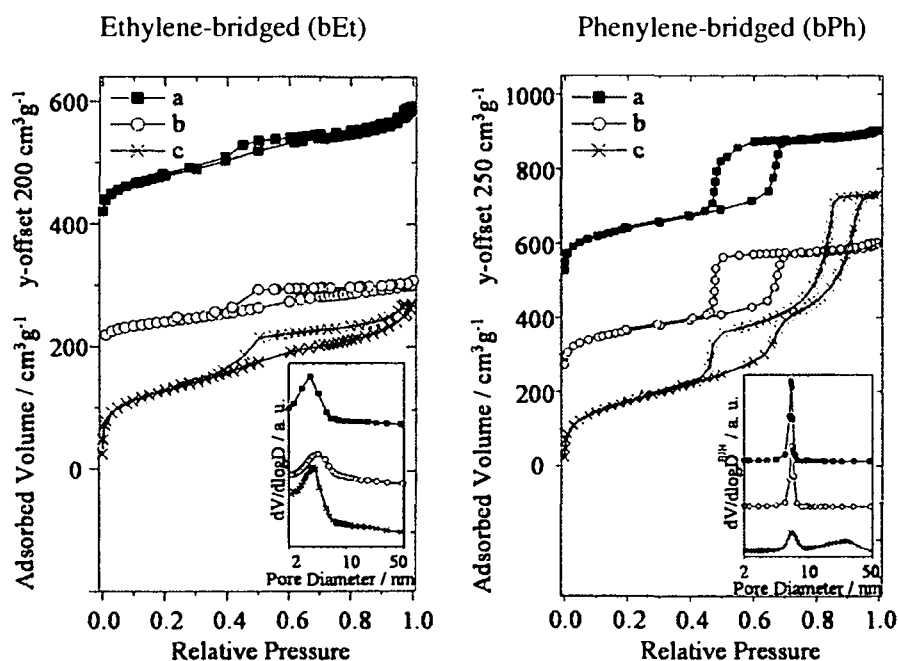 Ethylene-bridged (bEt)
Phenylene-bridged (bPh)
Adsorbed Volume / cm³g⁻¹ y-offset 200 cm³g⁻¹
600
400
200
0
a
b
c
dV/dlogD / a. u.
2 10 50
Pore Diameter / nm
0.0 0.2 0.4 0.6 0.8 1.0
Relative Pressure
Adsorbed Volume / cm³g⁻¹ y-offset 250 cm³g⁻¹
1000
800
600
400
200
0
a
b
c
dV/dlogD / a. u.
2 10 50
Pore Diameter / nm
0.0 0.2 0.4 0.6 0.8 1.0
Relative Pressure